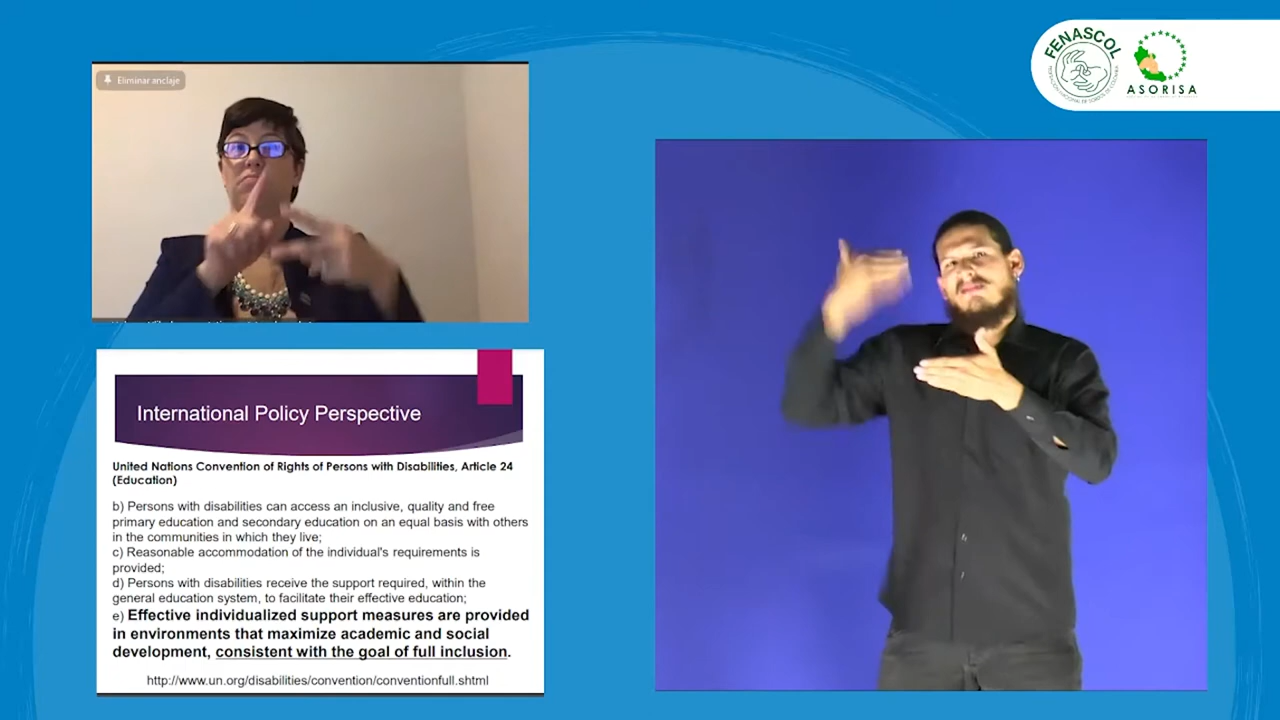 Eliminar anclaje
FENASCOL
ASORISA
International Policy Perspective
United Nations Convention of Rights of Persons with Disabilities, Article 24
(Education)
b) Persons with disabilities can access an inclusive, quality and free
primary education and secondary education on an equal basis with others
in the communities in which they live;
c) Reasonable accommodation of the individual's requirements is
provided;
d) Persons with disabilities receive the support required, within the
general education system, to facilitate their effective education;
e) Effective individualized support measures are provided
in environments that maximize academic and social
development, consistent with the goal of full inclusion.
http://www.un.org/disabilities/convention/conventionfull.shtml